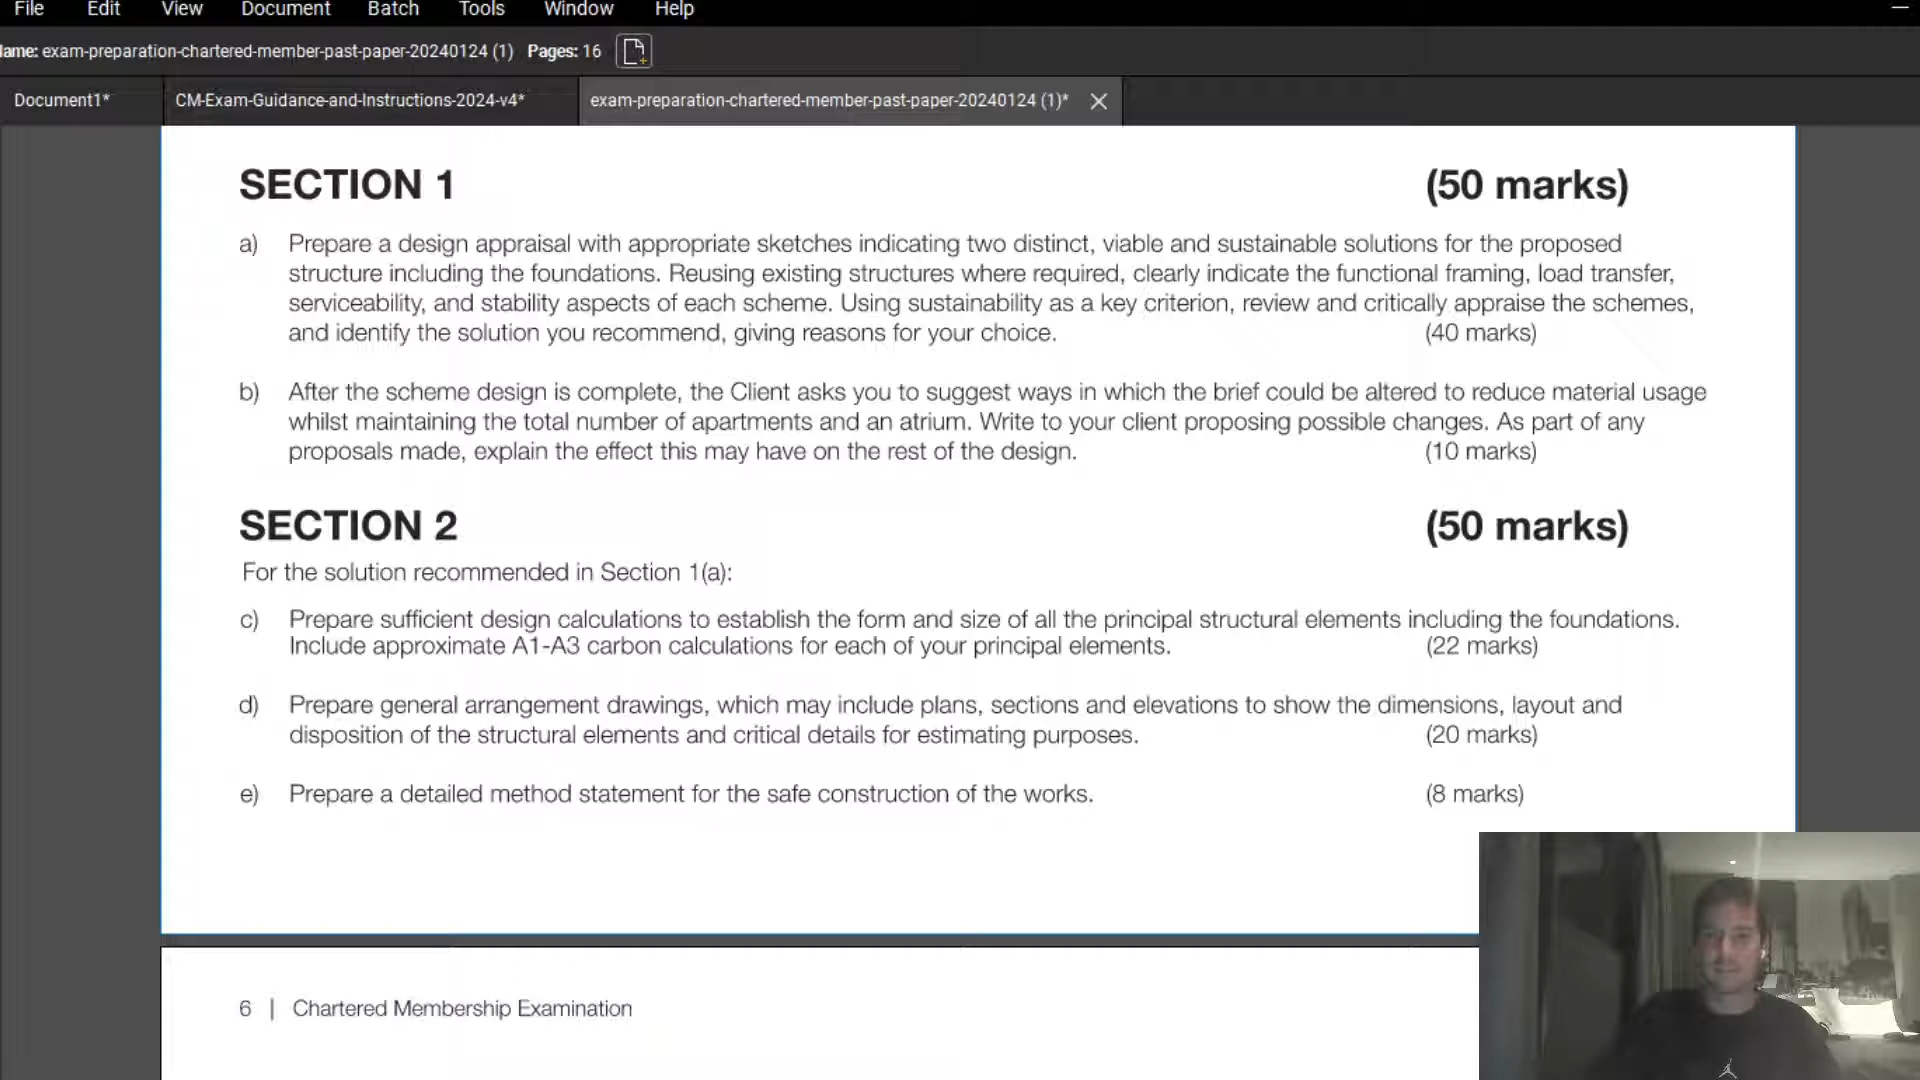 File Edit View Document Batch Tools Window Help
ame: exam-preparation-chartered-member-past-paper-20240124 (1) Pages: 16
Document1* CM-Exam-Guidance-and-Instructions-2024-v4* exam-preparation-chartered-member-past-paper-20240124 (1)*
SECTION 1 (50 marks)
a) Prepare a design appraisal with appropriate sketches indicating two distinct, viable and sustainable solutions for the proposed
structure including the foundations. Reusing existing structures where required, clearly indicate the functional framing, load transfer,
serviceability, and stability aspects of each scheme. Using sustainability as a key criterion, review and critically appraise the schemes,
and identify the solution you recommend, giving reasons for your choice. (40 marks)
b) After the scheme design is complete, the Client asks you to suggest ways in which the brief could be altered to reduce material usage
whilst maintaining the total number of apartments and an atrium. Write to your client proposing possible changes. As part of any
proposals made, explain the effect this may have on the rest of the design. (10 marks)
SECTION 2 (50 marks)
For the solution recommended in Section 1(a):
c) Prepare sufficient design calculations to establish the form and size of all the principal structural elements including the foundations.
Include approximate A1-A3 carbon calculations for each of your principal elements. (22 marks)
d) Prepare general arrangement drawings, which may include plans, sections and elevations to show the dimensions, layout and
disposition of the structural elements and critical details for estimating purposes. (20 marks)
e) Prepare a detailed method statement for the safe construction of the works. (8 marks)
6 | Chartered Membership Examination